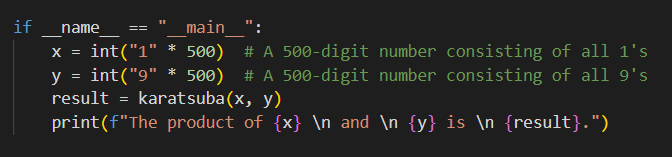 if __name__ == "__main__":
    x = int("1" * 500)  # A 500-digit number consisting of all 1's
    y = int("9" * 500)  # A 500-digit number consisting of all 9's
    result = karatsuba(x, y)
    print(f"The product of {x} \n and \n {y} is \n {result}.")